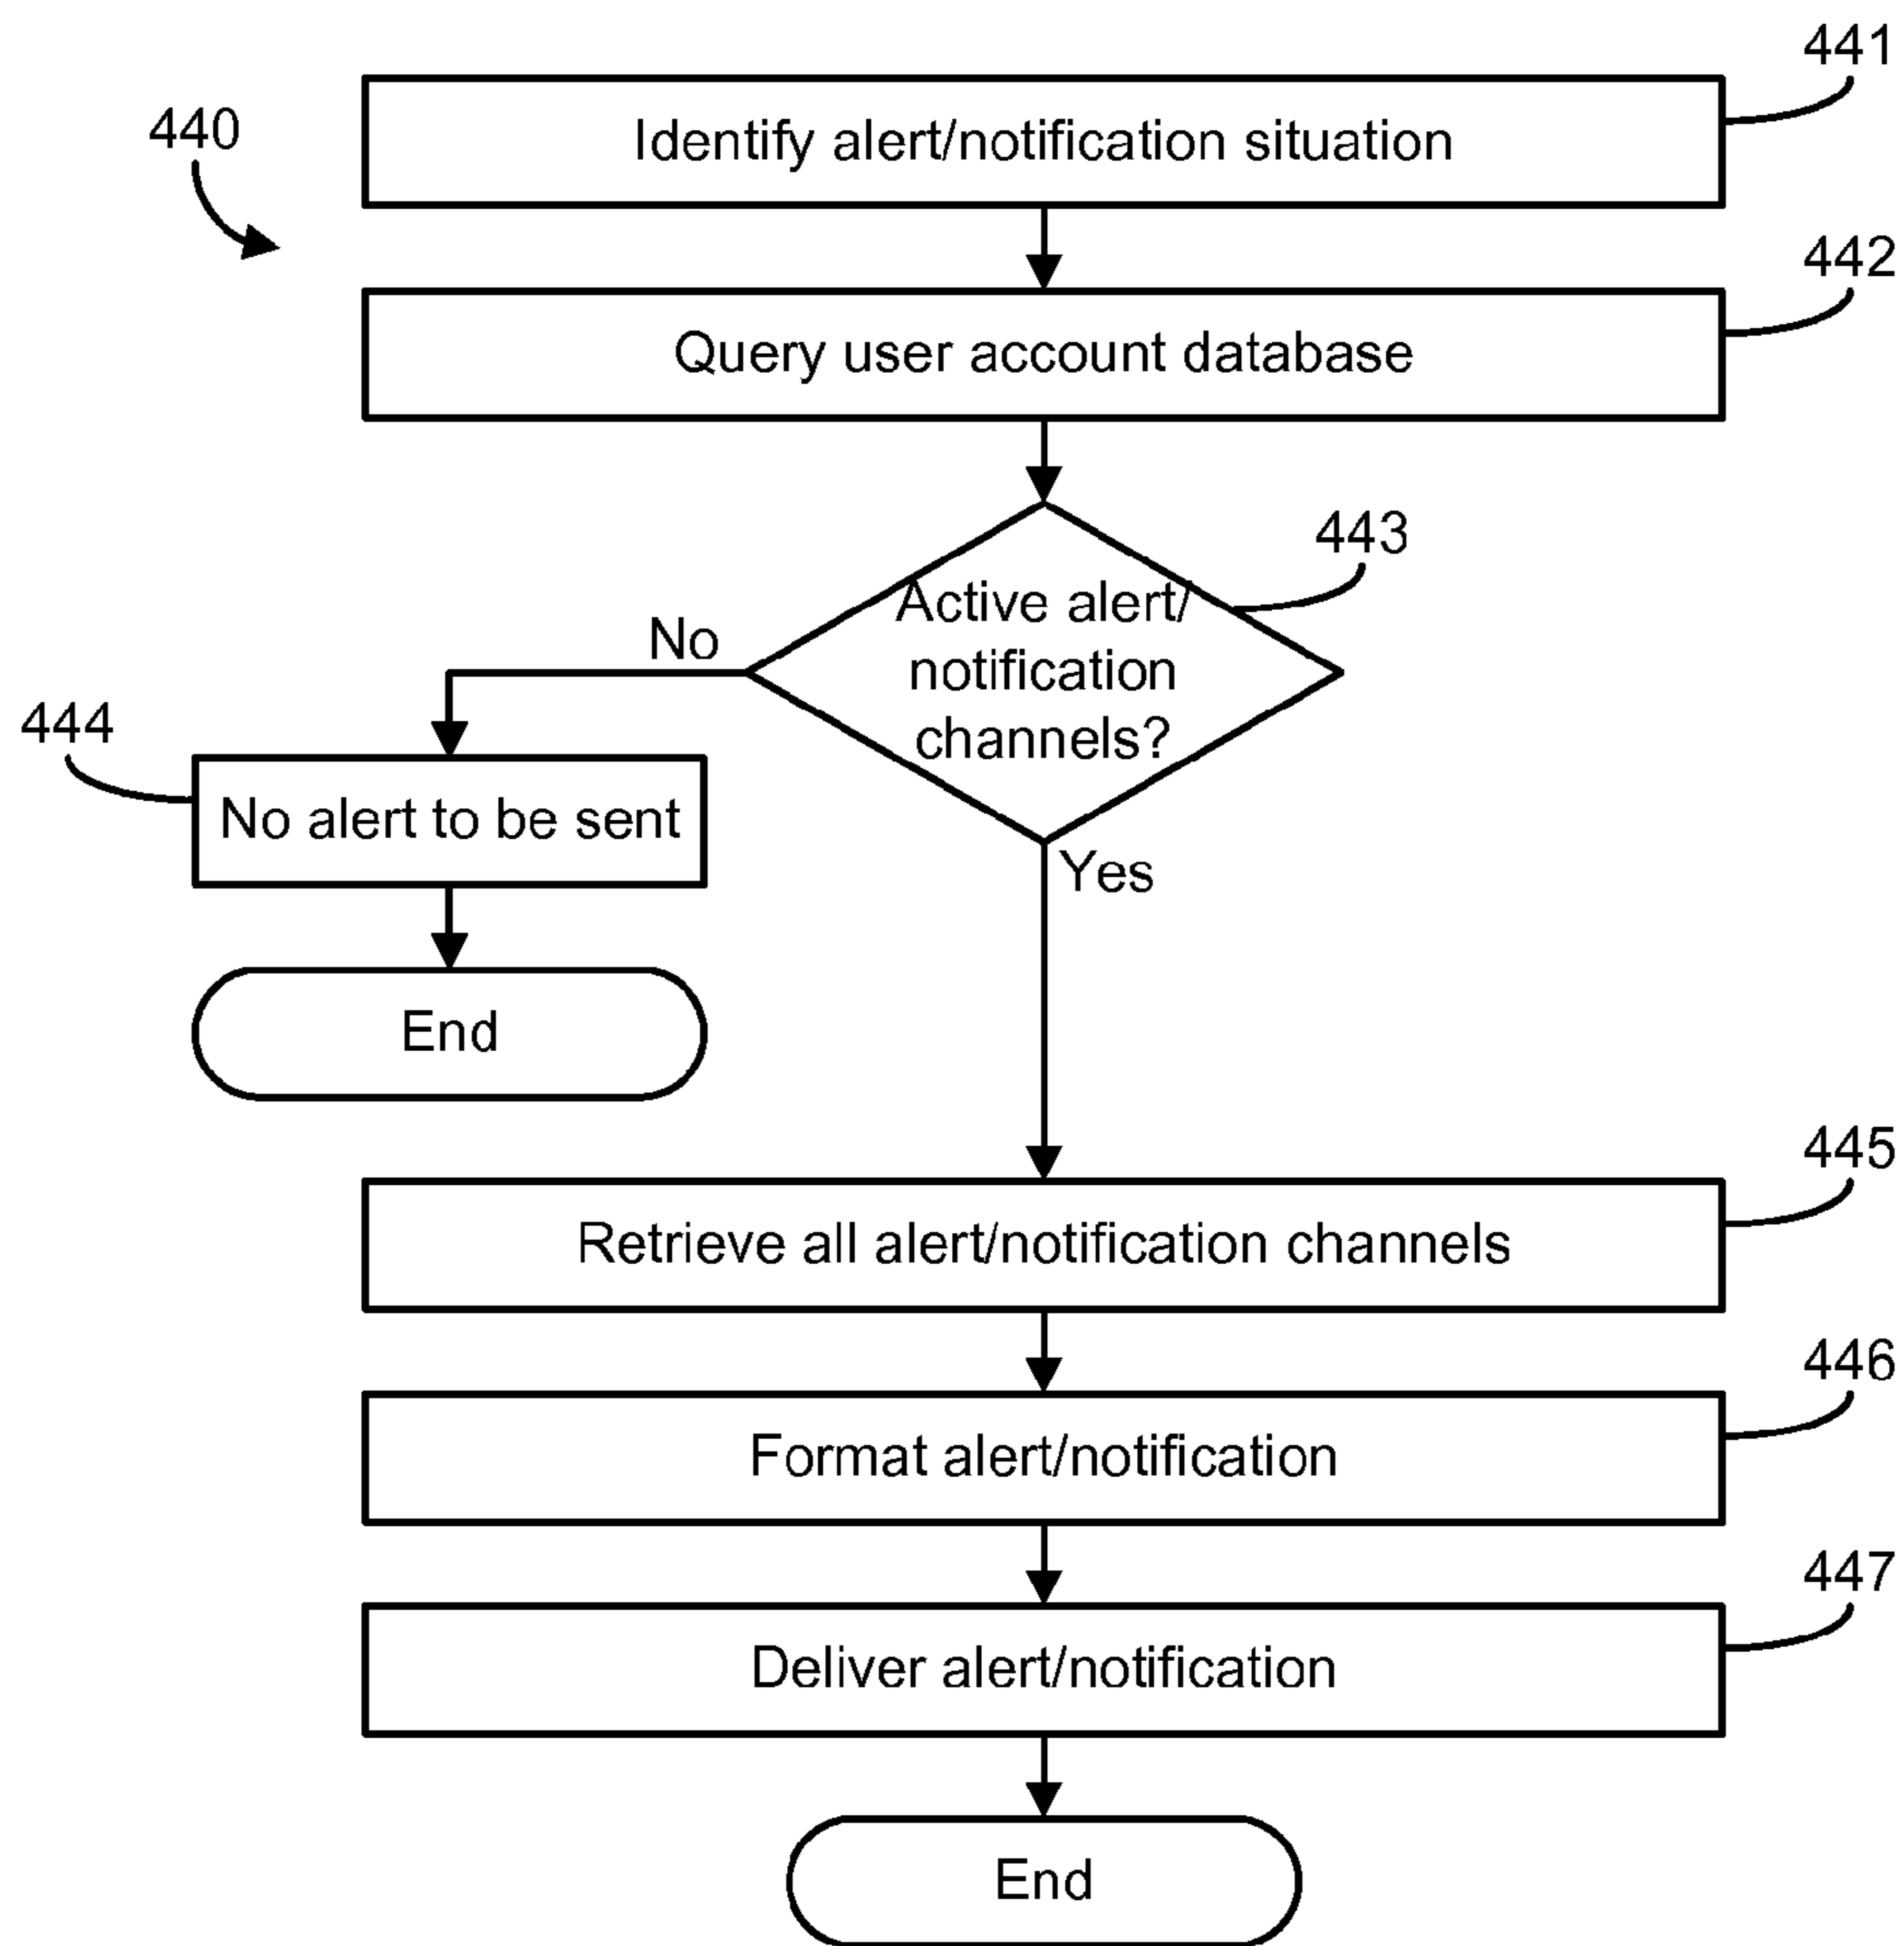 441
440
Identify alert/notification situation
442
Query user account database
443
Active alert/
notification
channels?
No
444
No alert to be sent
Yes
End
445
Retrieve all alert/notification channels
446
Format alert/notification
447
Deliver alert/notification
End